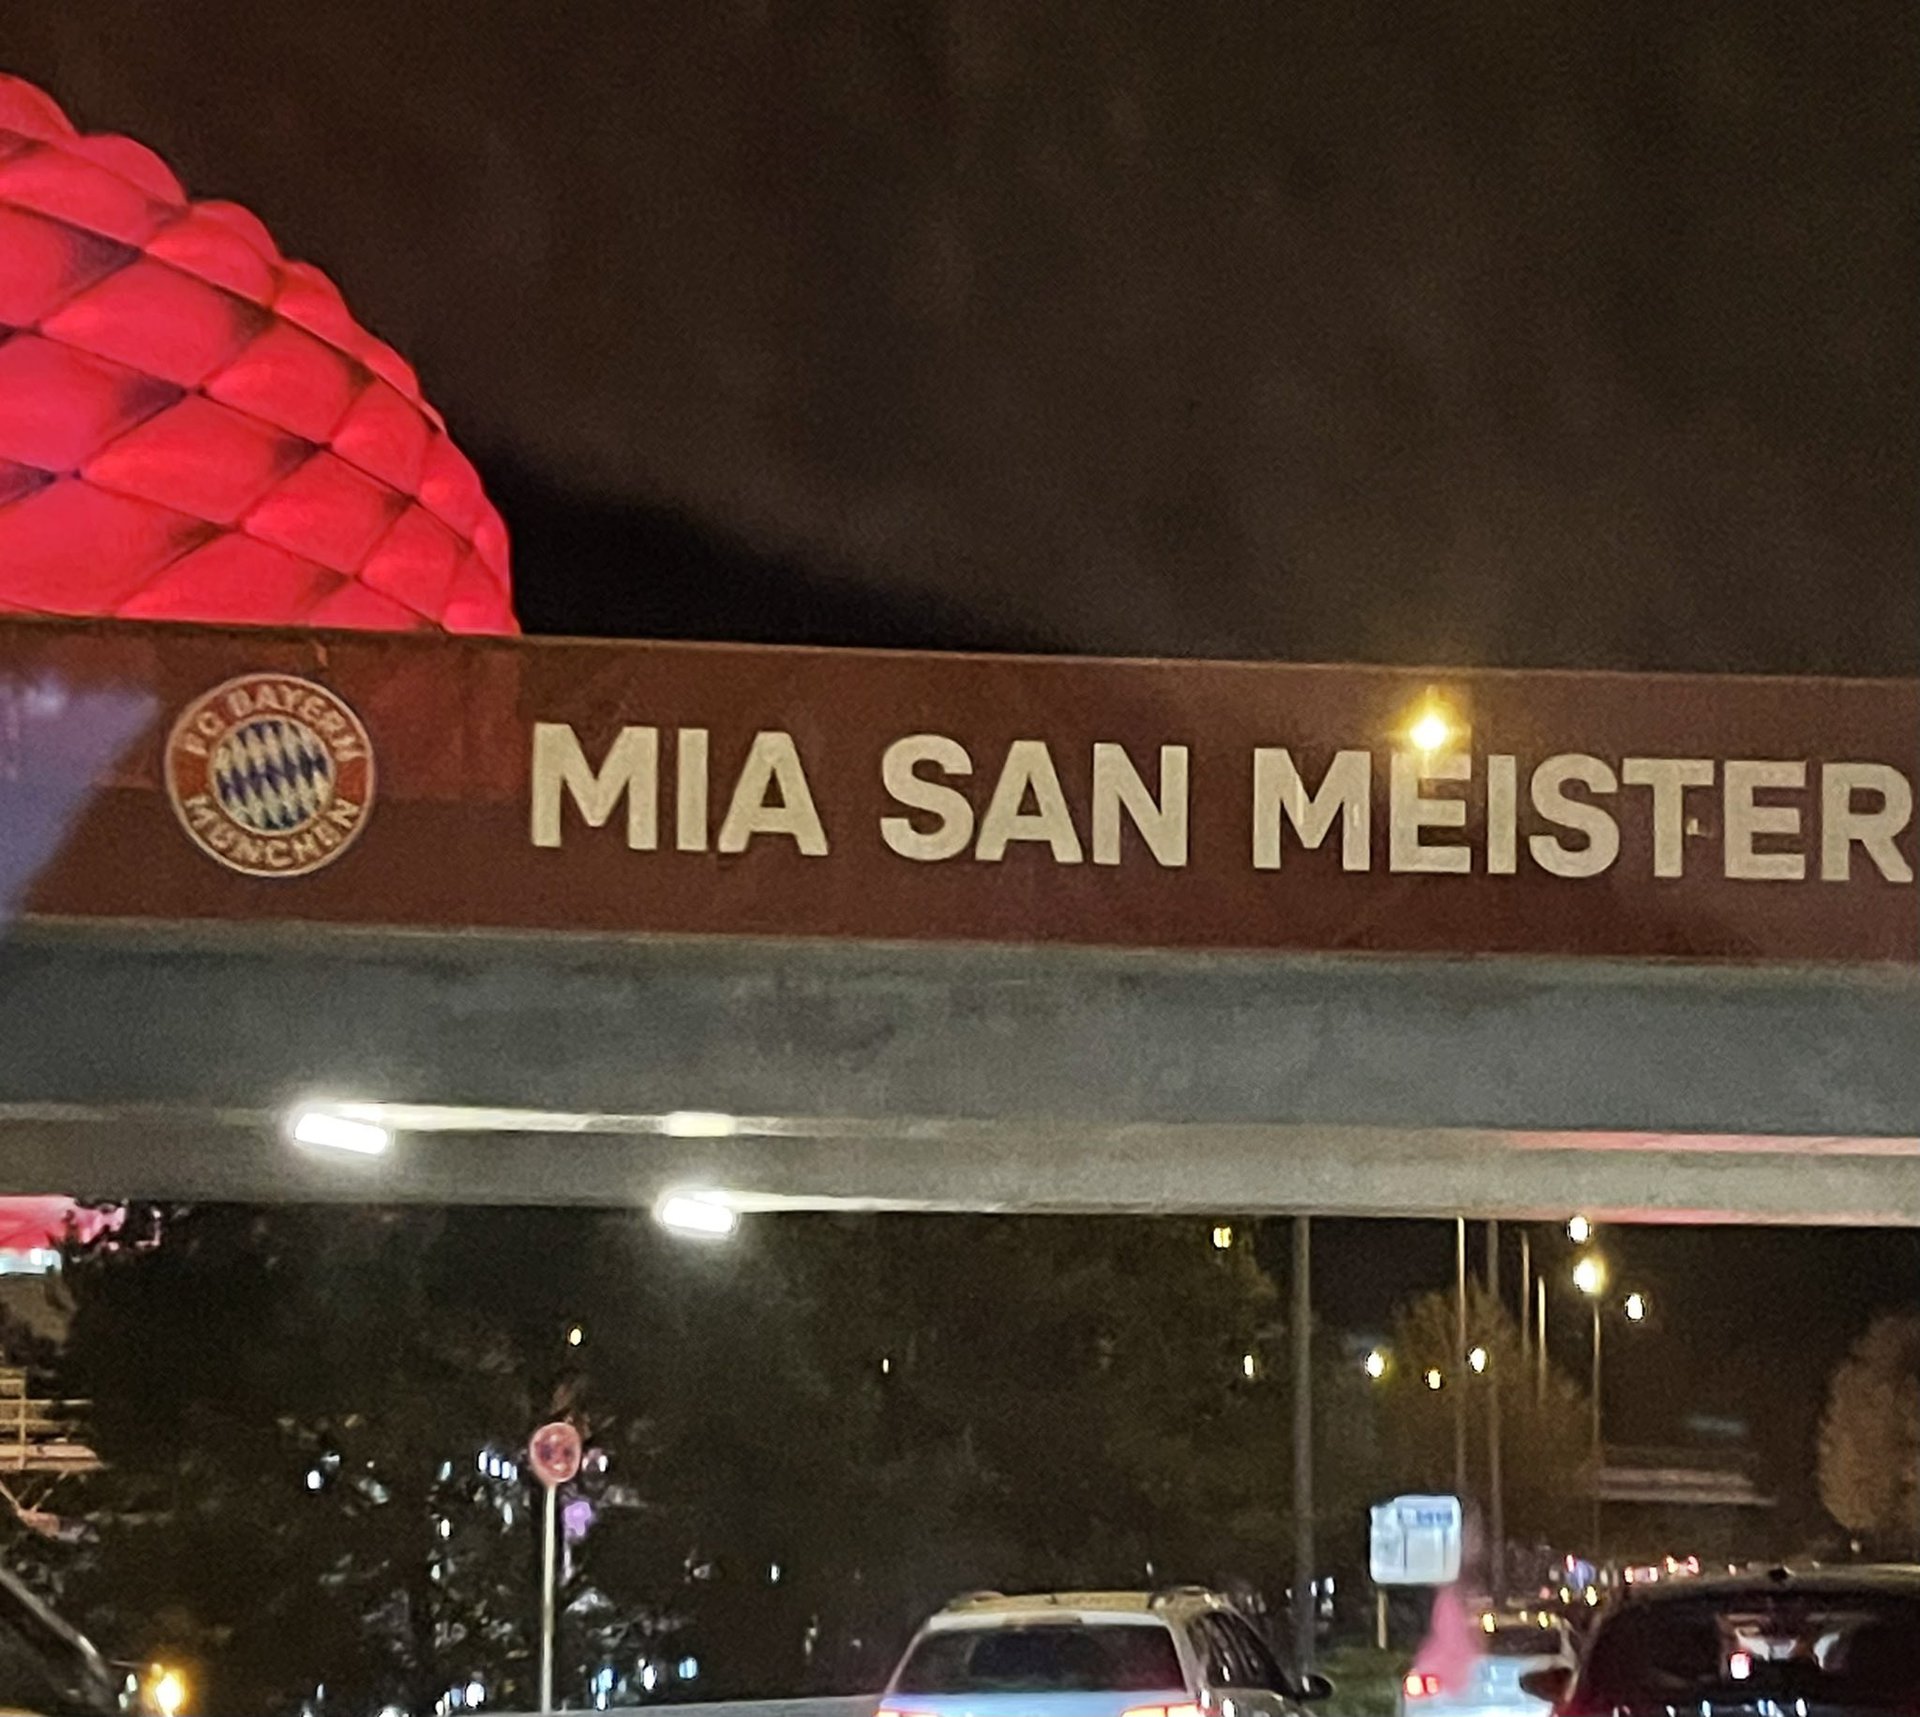 FC BAYERN
MÜNCHEN
MIA SAN MEISTER